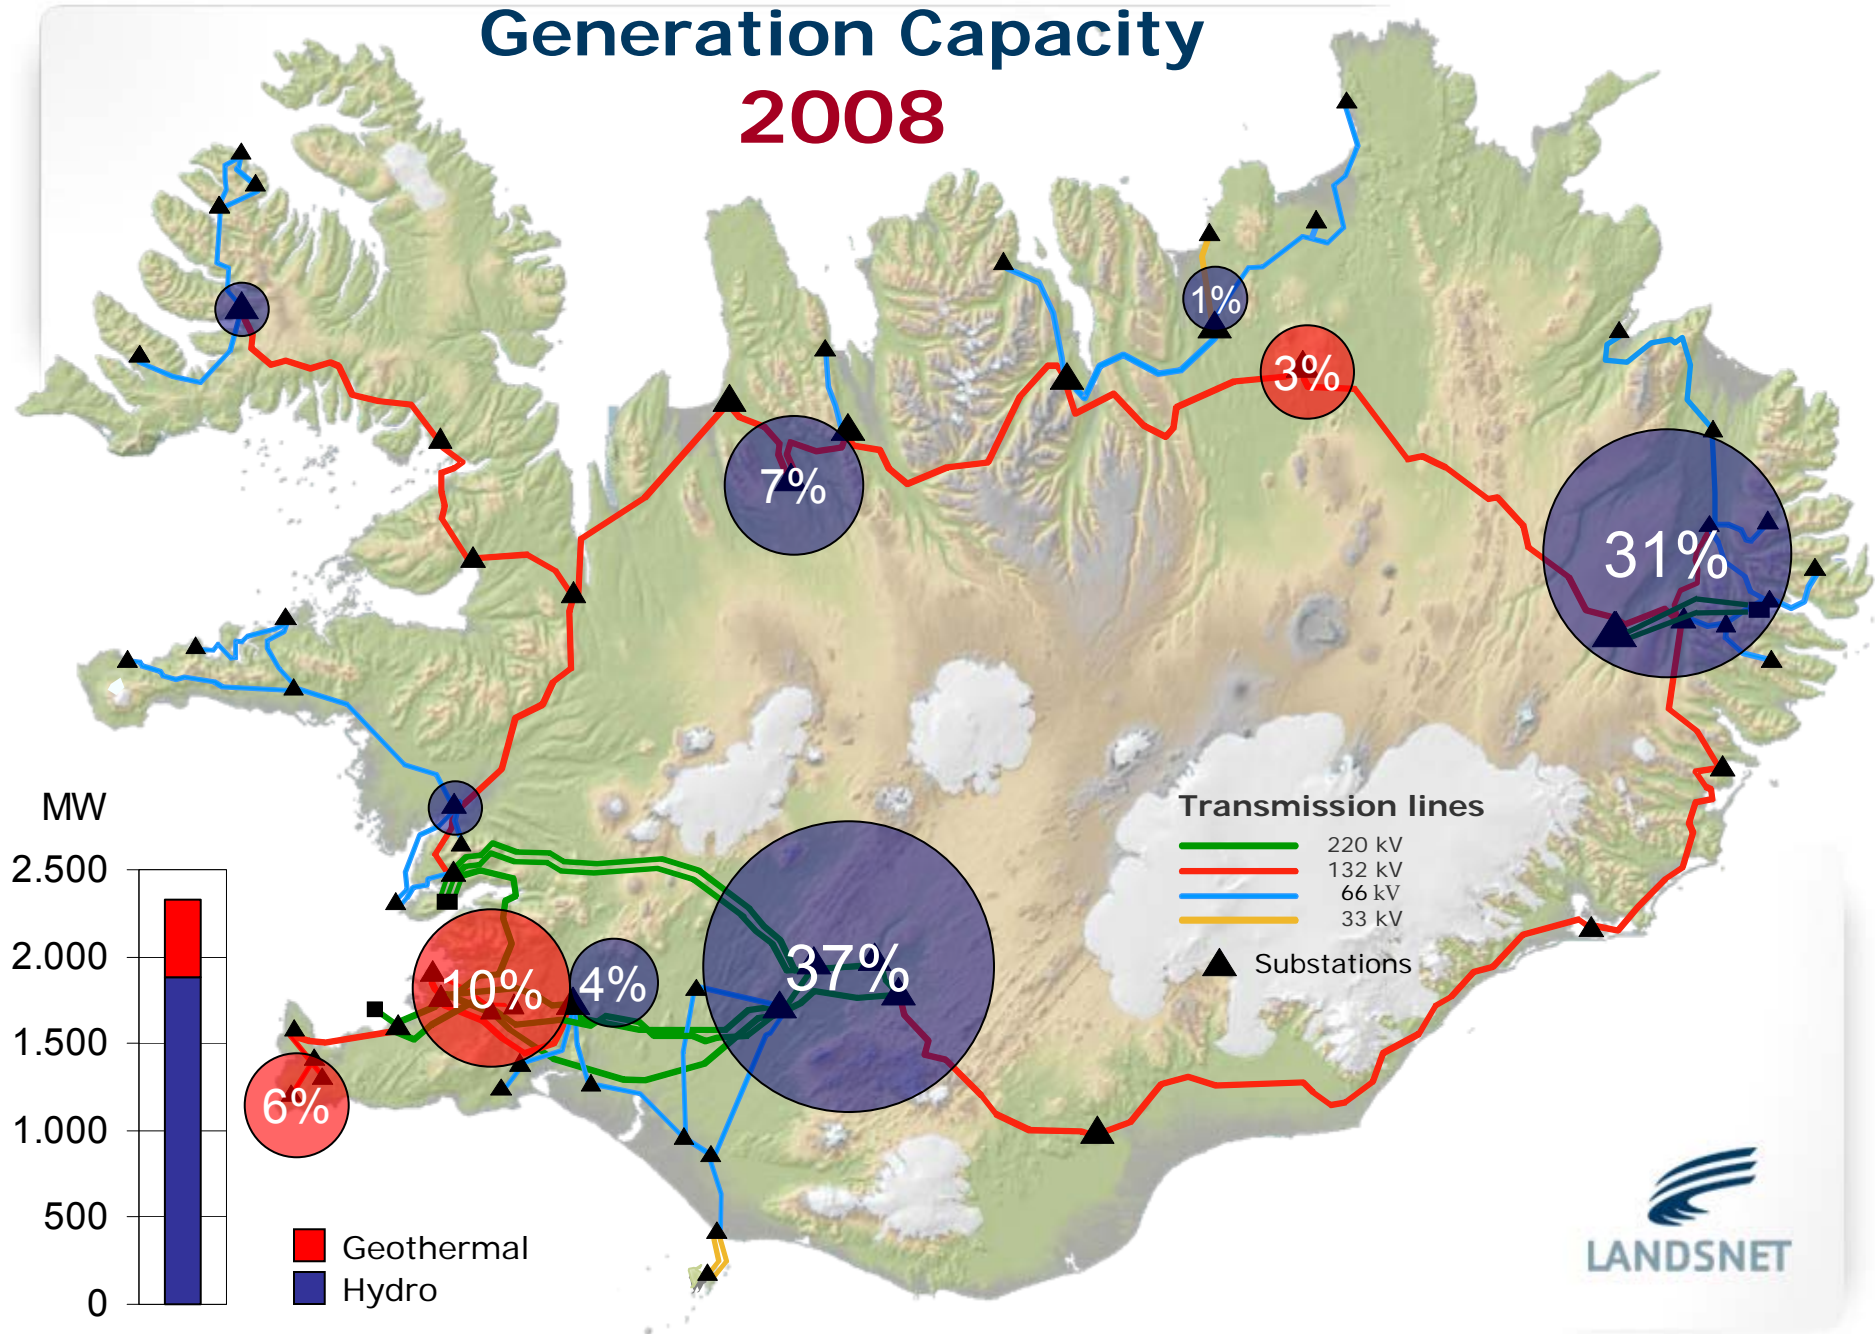 Generation Capacity
2008
1%
3%
7%
31%
MW
2.500
2.000
1.500
1.000
500
0
37%
10%
4%
6%
Transmission lines
220 kV
132 kV
66 kV
33 kV
Substations
Geothermal
Hydro
LANDSNET